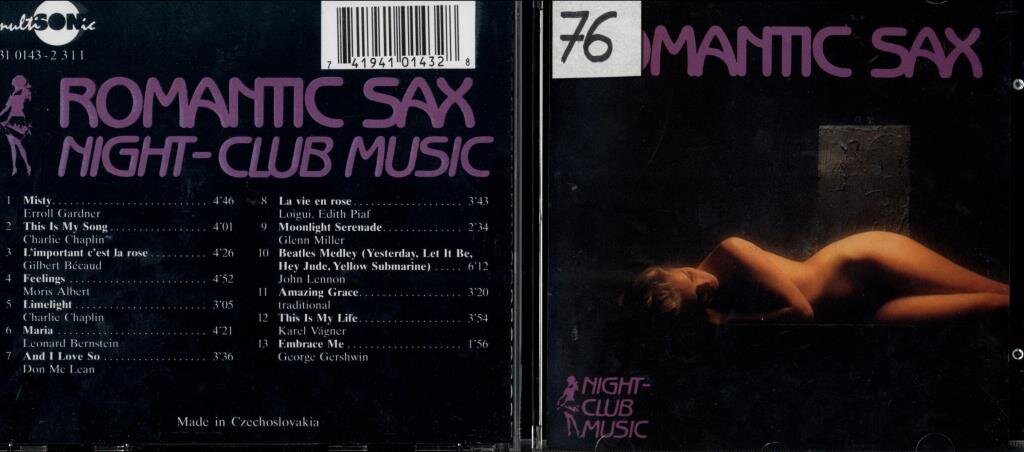 multiSONic
31 0143-2 311
7 41941 01432 8
ROMANTIC SAX
NIGHT-CLUB MUSIC
1 Misty 4'46
Erroll Gardner
2 This Is My Song 4'01
Charlie Chaplin
3 L'important c'est la rose 4'26
Gilbert Bécaud
4 Feelings 4'52
Moris Albert
5 Limelight 3'05
Charlie Chaplin
6 Maria 4'21
Leonard Bernstein
7 And I Love So 3'36
Don Mc Lean
8 La vie en rose 3'43
Loigui, Edith Piaf
9 Moonlight Serenade 2'34
Glenn Miller
10 Beatles Medley (Yesterday, Let It Be,
Hey Jude, Yellow Submarine) 6'12
John Lennon
11 Amazing Grace 3'20
traditional
12 This Is My Life 3'54
Karel Vágner
13 Embrace Me 1'56
George Gershwin
Made in Czechoslovakia
76
OMANTIC SAX
NIGHT-
CLUB
MUSIC